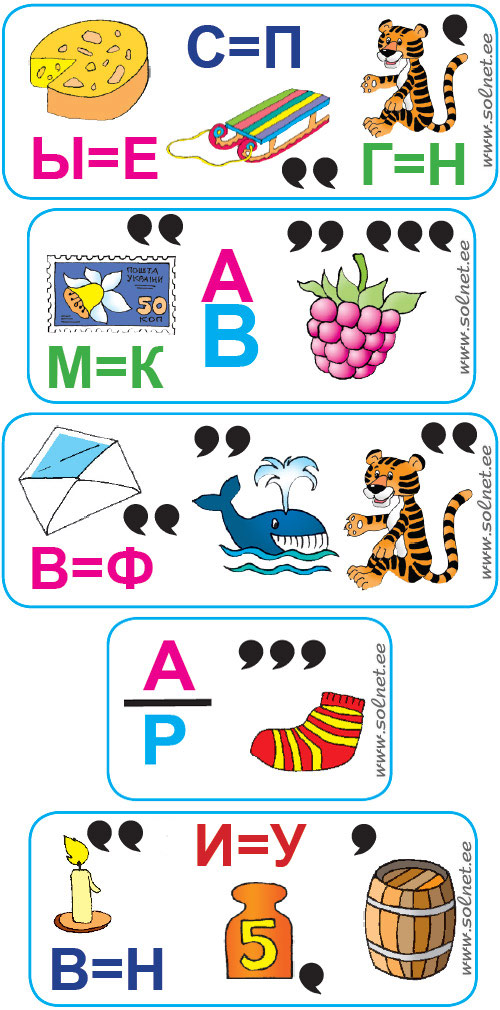 С=П
Ы=Е
Г=Н
www.solnet.ee
ПОШТА
УКРАЇНИ
50
КОП
М=К
А
В
www.solnet.ee
В=Ф
www.solnet.ee
А
Р
www.solnet.ee
И=У
5
В=Н
www.solnet.ee